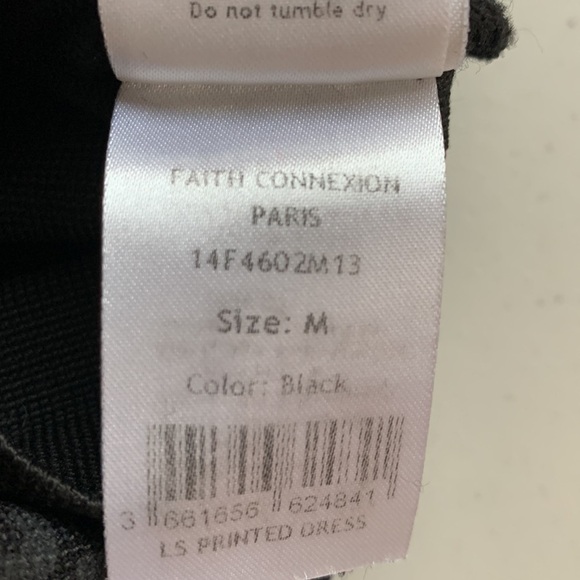 Do not tumble dry
FAITH CONNEXION
PARIS
14F4602M13
Size: M
Color: Black
3 661656 624841
LS PRINTED DRESS